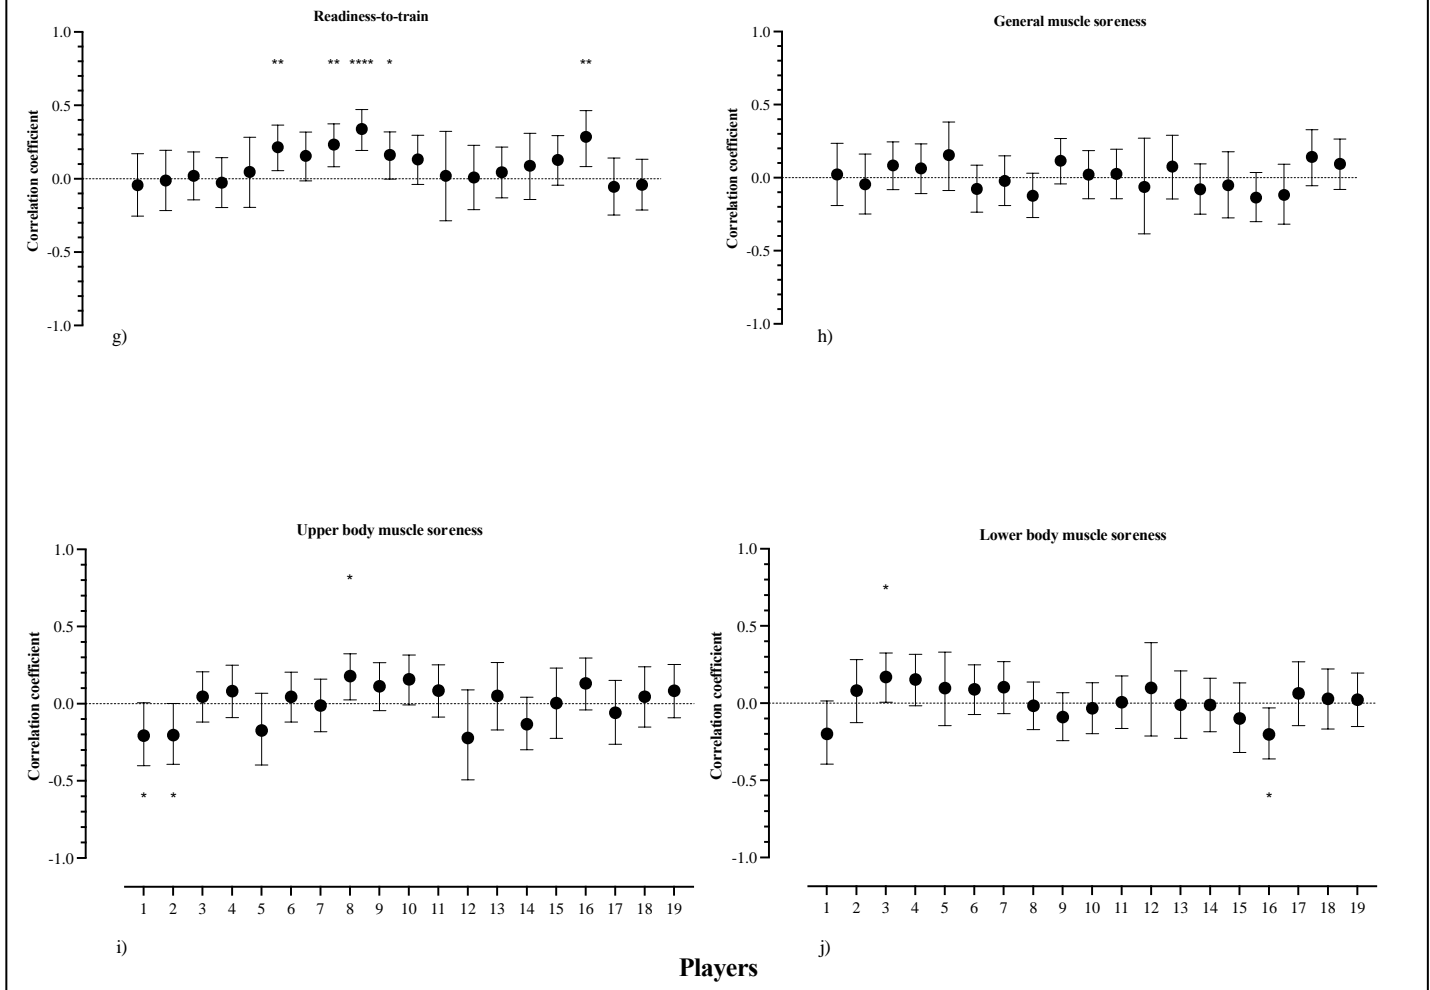 Readiness-to-train
Correlation coefficient
1.0
0.5
0.0
-0.5
-1.0
** ** **** * **
g)
General muscle soreness
Correlation coefficient
1.0
0.5
0.0
-0.5
-1.0
h)
Upper body muscle soreness
Correlation coefficient
1.0
0.5
0.0
-0.5
-1.0
*
* *
1 2 3 4 5 6 7 8 9 10 11 12 13 14 15 16 17 18 19
i)
Lower body muscle soreness
Correlation coefficient
1.0
0.5
0.0
-0.5
-1.0
*
*
1 2 3 4 5 6 7 8 9 10 11 12 13 14 15 16 17 18 19
j)
Players